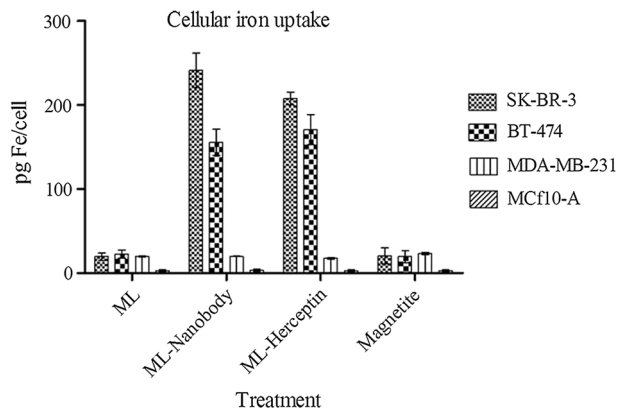 Cellular iron uptake
300
200
100
0
pg Fe/cell
SK-BR-3
BT-474
MDA-MB-231
MCf10-A
ML
ML-Nanobody
ML-Herceptin
Magnetite
Treatment